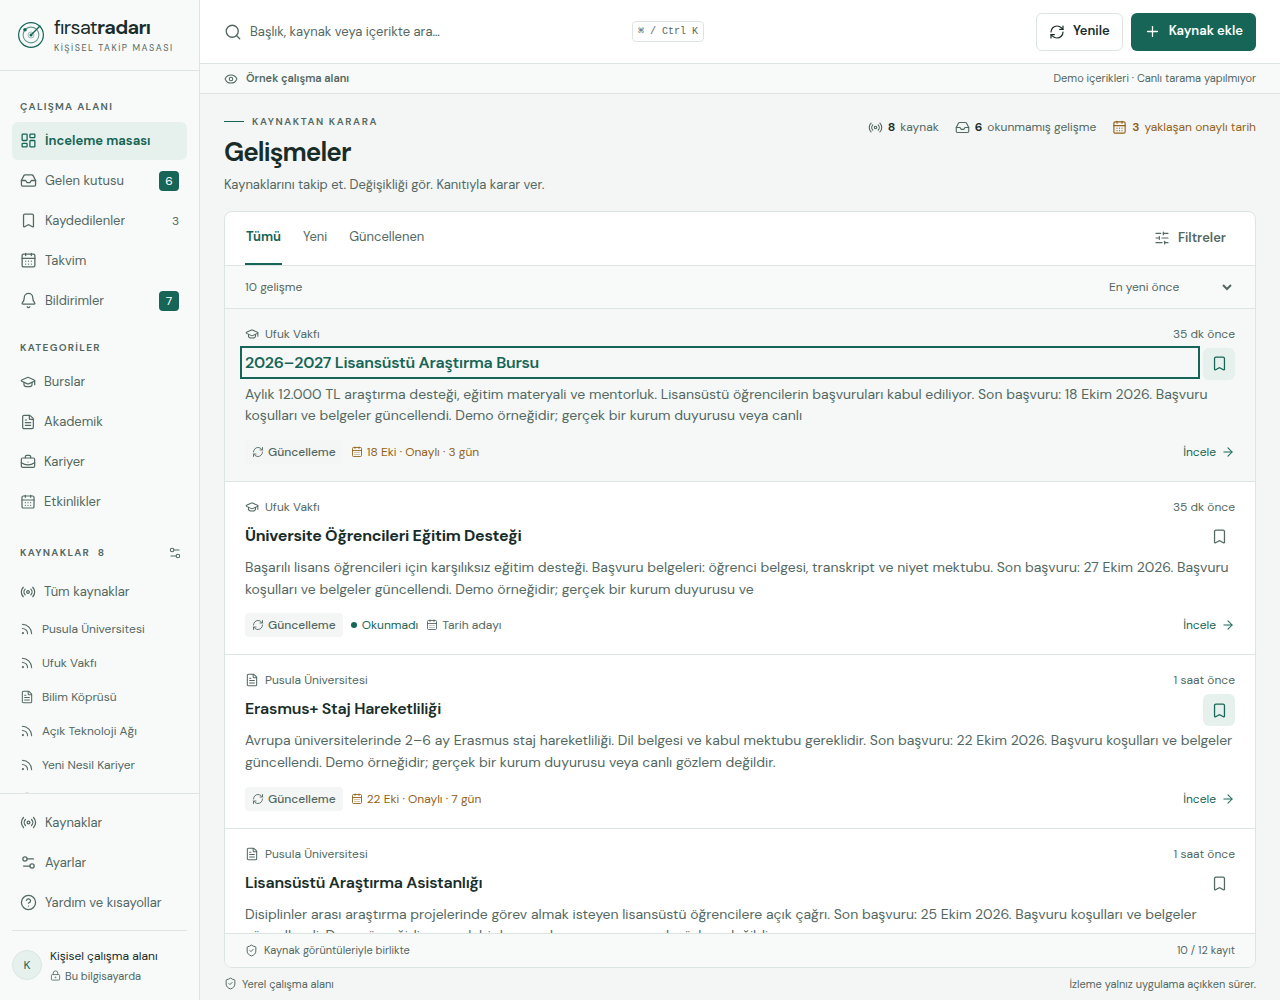 fırsatradarı
KİŞİSEL TAKİP MASASI
ÇALIŞMA ALANI
İnceleme masası
Gelen kutusu 6
Kaydedilenler 3
Takvim
Bildirimler 7
KATEGORİLER
Burslar
Akademik
Kariyer
Etkinlikler
KAYNAKLAR 8
Tüm kaynaklar
Pusula Üniversitesi
Ufuk Vakfı
Bilim Köprüsü
Açık Teknoloji Ağı
Yeni Nesil Kariyer
Kaynaklar
Ayarlar
Yardım ve kısayollar
K
Kişisel çalışma alanı
Bu bilgisayarda
Başlık, kaynak veya içerikte ara...
⌘ / Ctrl K
Yenile
Kaynak ekle
Örnek çalışma alanı
Demo içerikleri · Canlı tarama yapılmıyor
KAYNAKTAN KARARA
8 kaynak 6 okunmamış gelişme 3 yaklaşan onaylı tarih
Gelişmeler
Kaynaklarını takip et. Değişikliği gör. Kanıtıyla karar ver.
Tümü Yeni Güncellenen Filtreler
10 gelişme En yeni önce
Ufuk Vakfı 35 dk önce
2026–2027 Lisansüstü Araştırma Bursu
Aylık 12.000 TL araştırma desteği, eğitim materyali ve mentorluk. Lisansüstü öğrencilerin başvuruları kabul ediliyor. Son başvuru: 18 Ekim 2026. Başvuru
koşulları ve belgeler güncellendi. Demo örneğidir; gerçek bir kurum duyurusu veya canlı
Güncelleme 18 Eki · Onaylı · 3 gün İncele
Ufuk Vakfı 35 dk önce
Üniversite Öğrencileri Eğitim Desteği
Başarılı lisans öğrencileri için karşılıksız eğitim desteği. Başvuru belgeleri: öğrenci belgesi, transkript ve niyet mektubu. Son başvuru: 27 Ekim 2026. Başvuru
koşulları ve belgeler güncellendi. Demo örneğidir; gerçek bir kurum duyurusu ve
Güncelleme Okunmadı Tarih adayı İncele
Pusula Üniversitesi 1 saat önce
Erasmus+ Staj Hareketliliği
Avrupa üniversitelerinde 2–6 ay Erasmus staj hareketliliği. Dil belgesi ve kabul mektubu gereklidir. Son başvuru: 22 Ekim 2026. Başvuru koşulları ve belgeler
güncellendi. Demo örneğidir; gerçek bir kurum duyurusu veya canlı gözlem değildir.
Güncelleme 22 Eki · Onaylı · 7 gün İncele
Pusula Üniversitesi 1 saat önce
Lisansüstü Araştırma Asistanlığı
Disiplinler arası araştırma projelerinde görev almak isteyen lisansüstü öğrencilere açık çağrı. Son başvuru: 25 Ekim 2026. Başvuru koşulları ve belgeler
Kaynak görüntüleriyle birlikte 10 / 12 kayıt
Yerel çalışma alanı İzleme yalnız uygulama açıkken sürer.